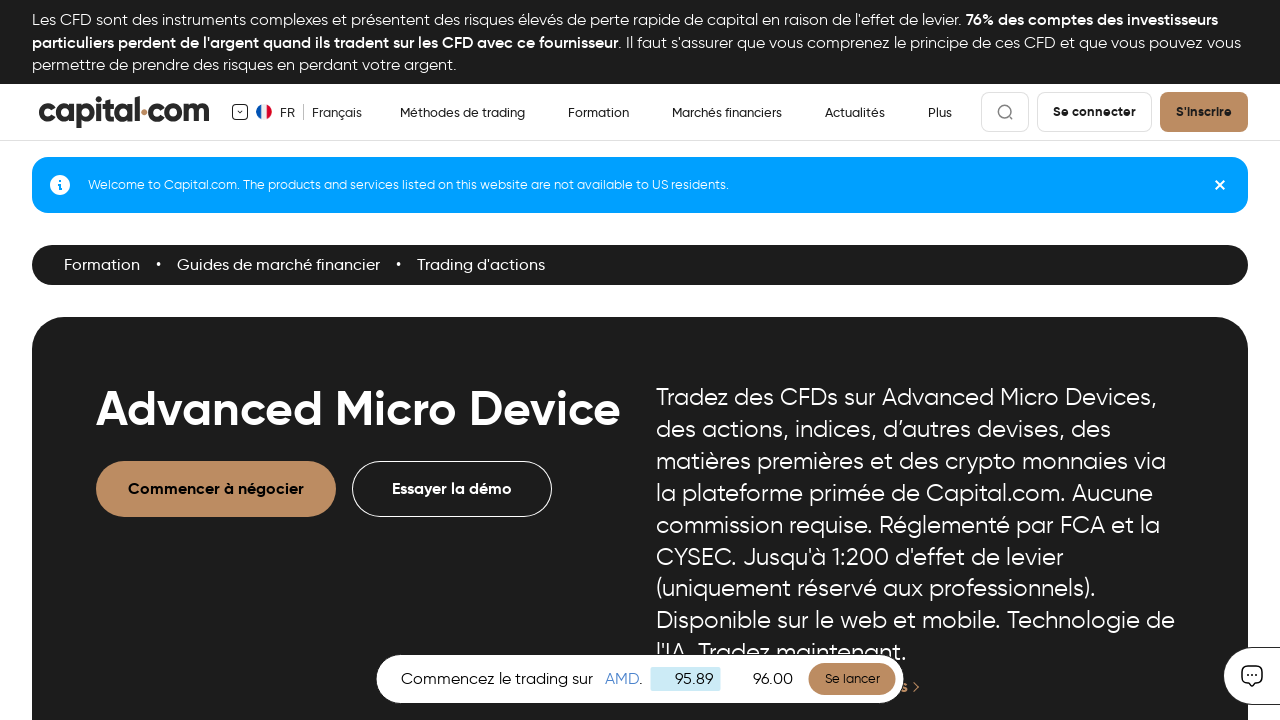 Les CFD sont des instruments complexes et présentent des risques élevés de perte rapide de capital en raison de l'effet de levier. 76% des comptes des investisseurs
particuliers perdent de l'argent quand ils tradent sur les CFD avec ce fournisseur. Il faut s'assurer que vous comprenez le principe de ces CFD et que vous pouvez vous
permettre de prendre des risques en perdant votre argent.
capital.com FR Français Méthodes de trading Formation Marchés financiers Actualités Plus Se connecter S'inscrire
Welcome to Capital.com. The products and services listed on this website are not available to US residents.
Formation • Guides de marché financier • Trading d'actions
Advanced Micro Device
Commencer à négocier Essayer la démo
Tradez des CFDs sur Advanced Micro Devices,
des actions, indices, d’autres devises, des
matières premières et des crypto monnaies via
la plateforme primée de Capital.com. Aucune
commission requise. Réglementé par FCA et la
CYSEC. Jusqu'à 1:200 d'effet de levier
(uniquement réservé aux professionnels).
Disponible sur le web et mobile. Technologie de
l'IA. Tradez maintenant.
Commencez le trading sur AMD. 95.89 96.00 Se lancer